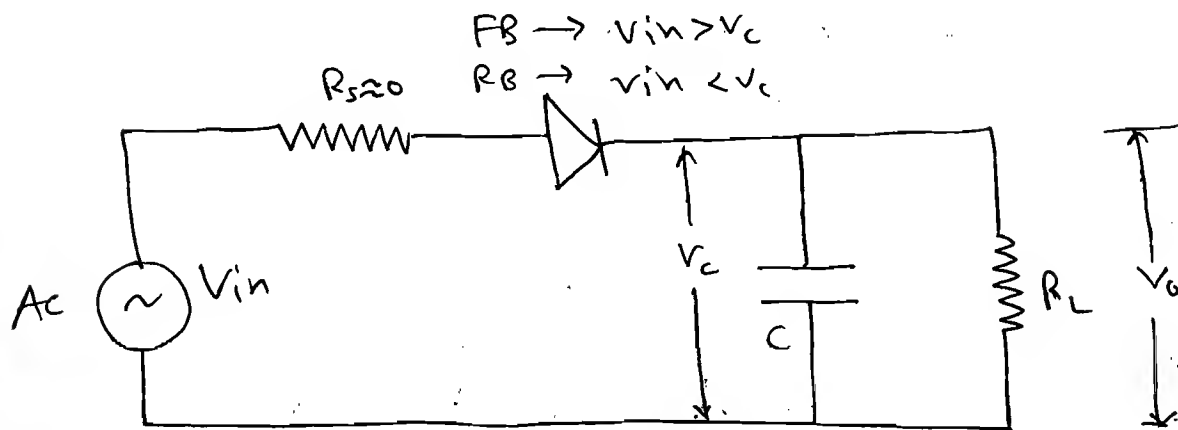 FB → Vin > Vc
RB → Vin < Vc
Rs≈0
Ac
~
Vin
Vc
C
RL
Vo